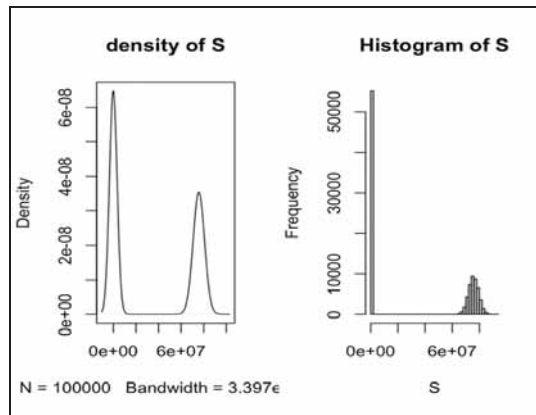 density of S
Density
0e+00 2e-08 4e-08 6e-08
0e+00 6e+07
N = 100000 Bandwidth = 3.397e
Histogram of S
Frequency
0 10000 30000 50000
0e+00 6e+07
S